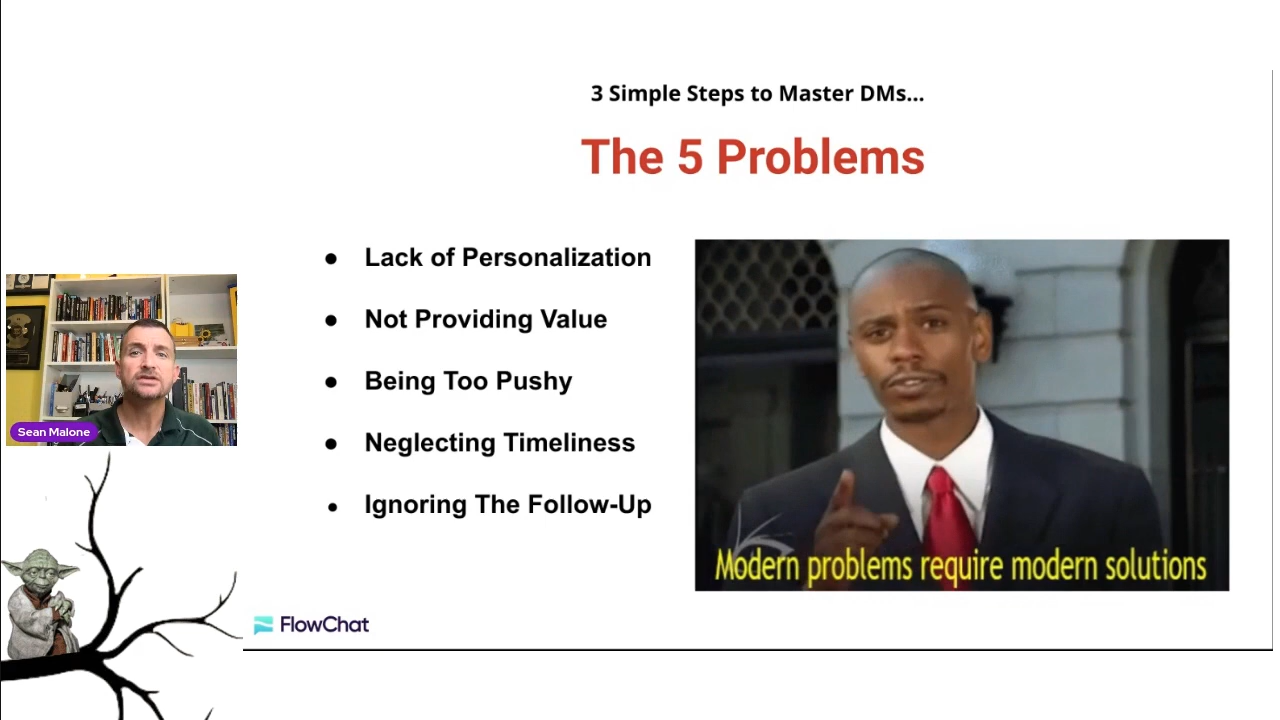 3 Simple Steps to Master DMs...
The 5 Problems
Lack of Personalization
Not Providing Value
Being Too Pushy
Neglecting Timeliness
Ignoring The Follow-Up
Modern problems require modern solutions
Sean Malone
FlowChat